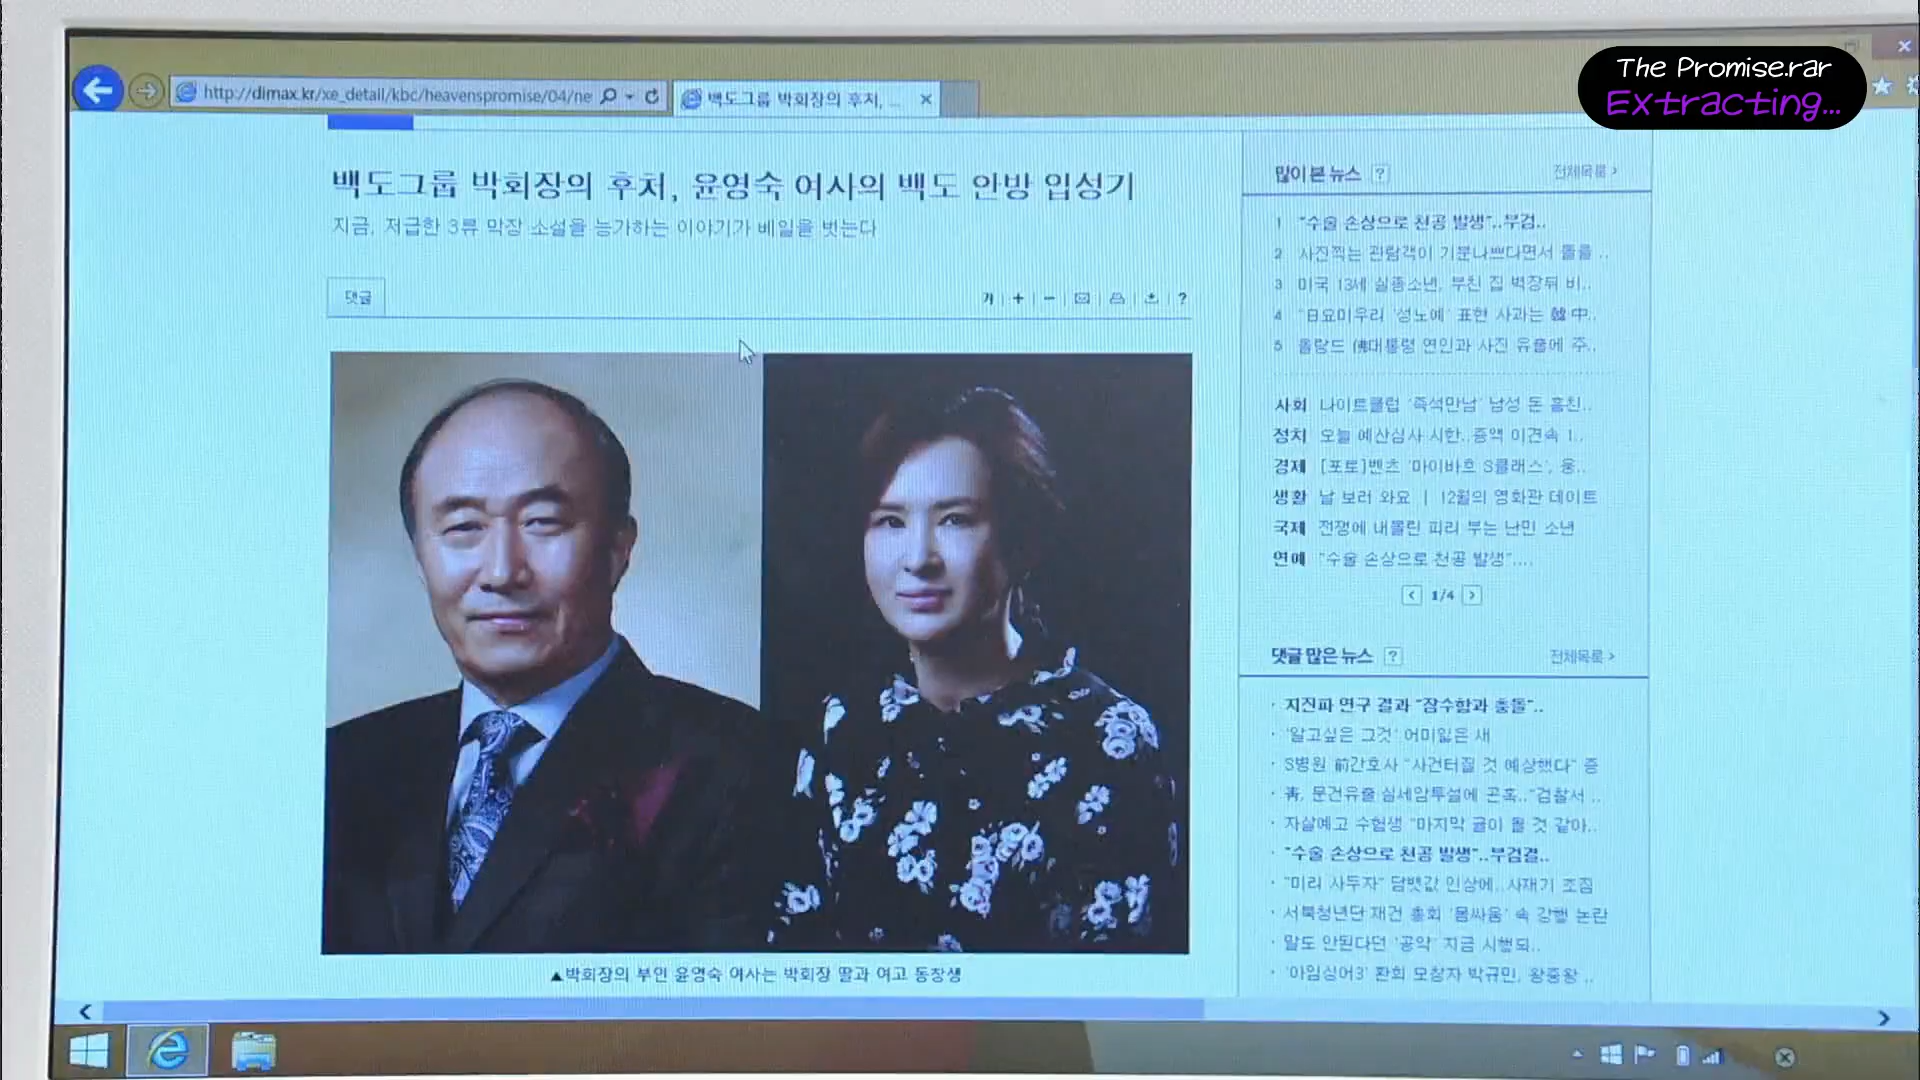 The Promise.rar
Extracting...
http://dimax.kr/xe_detail/kbc/heavenspromise/04/ne
백도그룹 박회장의 후처, ...
백도그룹 박회장의 후처, 윤영숙 여사의 백도 안방 입성기
지금, 저급한 3류 막장 소설을 능가하는 이야기가 베일을 벗는다
댓글
가 + - ?
▲박회장의 부인 윤영숙 여사는 박회장 딸과 여고 동창생
많이 본 뉴스 ? 전체목록 >
1 "수술 손상으로 천공 발생"..부검..
2 사진찍는 관람객이 기분나쁘다면서 돌을 ..
3 미국 13세 실종소년, 부친 집 벽장뒤 비..
4 "日요미우리 '성노예' 표현 사과는 韓 中..
5 올랑드 佛대통령 연인과 사진 유출에 주..
사회 나이트클럽 '즉석만남' 남성 돈 훔친..
정치 오늘 예산심사 시한..증액 이견속 1..
경제 [포토]벤츠 '마이바흐 S클래스', 웅..
생활 날 보러 와요 | 12월의 영화관 데이트
국제 전쟁에 내몰린 피리 부는 난민 소년
연예 "수술 손상으로 천공 발생"....
< 1/4 >
댓글 많은 뉴스 ? 전체목록 >
· 지진파 연구 결과 "잠수함과 충돌"..
· '알고싶은 그것' 어미잃은 새
· S병원 前간호사 "사건터질 것 예상했다" 증
· 靑, 문건유출 실세암투설에 곤혹.."검찰서 ..
· 자살예고 수험생 "마지막 글이 될 것 같아..
· "수술 손상으로 천공 발생"..부검결..
· "미리 사두자" 담뱃값 인상에..사재기 조짐
· 서북청년단 재건 총회 '몸싸움' 속 강행 논란
· 말도 안된다던 '공약' 지금 시행되..
· '아임싱어3' 환희 모창자 박규민, 왕중왕 ..